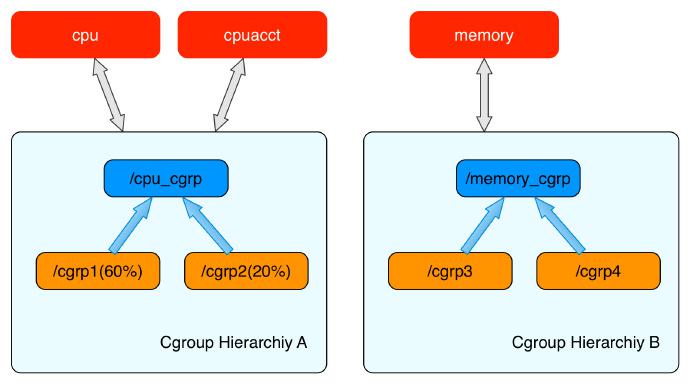 cpu
cpuacct
memory
/cpu_cgrp
/memory_cgrp
/cgrp1(60%)
/cgrp2(20%)
/cgrp3
/cgrp4
Cgroup Hierarchiy A
Cgroup Hierarchiy B